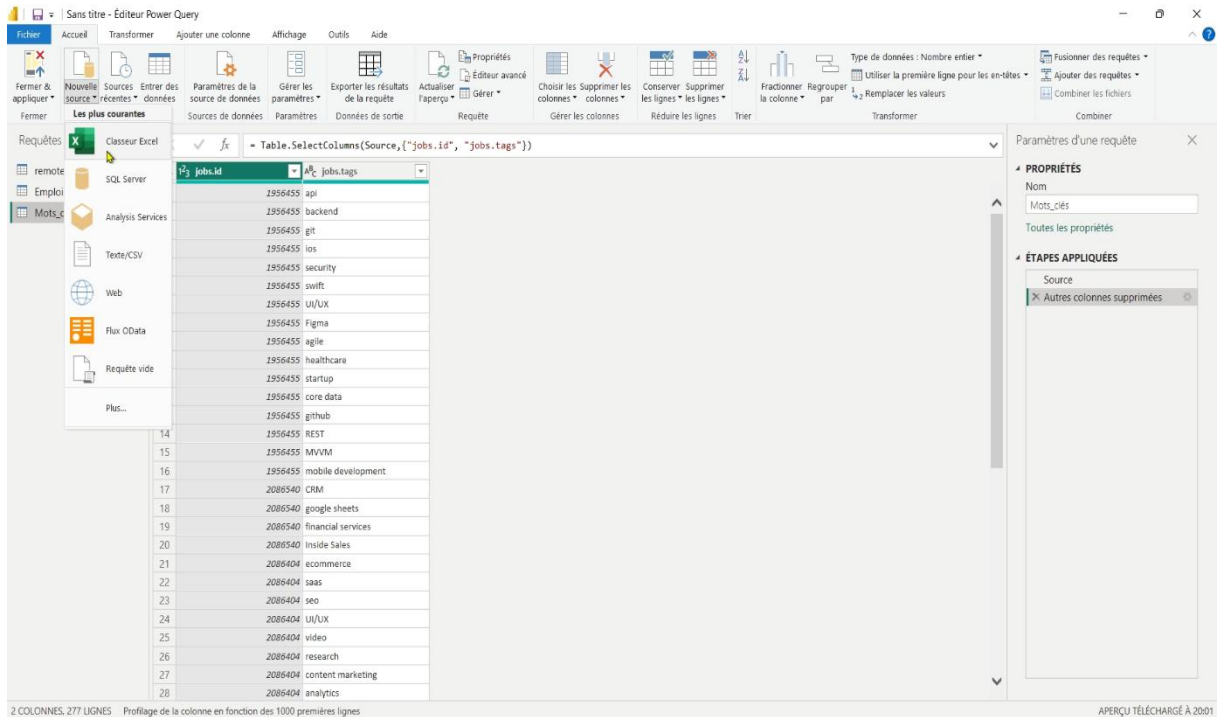 Sans titre - Éditeur Power Query
Fichier Accueil Transformer Ajouter une colonne Affichage Outils Aide
Fermer & appliquer
Nouvelle source
Sources récentes
Entrer des données
Paramètres de la source de données
Gérer les paramètres
Exporter les résultats de la requête
Actualiser l'aperçu
Propriétés
Éditeur avancé
Gérer
Choisir les colonnes
Supprimer les colonnes
Conserver les lignes
Supprimer les lignes
Fractionner la colonne
Regrouper par
Type de données : Nombre entier
Utiliser la première ligne pour les en-têtes
Remplacer les valeurs
Fusionner des requêtes
Ajouter des requêtes
Combiner les fichiers
Fermer
Les plus courantes
Sources de données
Paramètres
Données de sortie
Requête
Gérer les colonnes
Réduire les lignes
Trier
Transformer
Combiner
Requêtes
remote
Emploi
Mots_c
Classeur Excel
SQL Server
Analysis Services
Texte/CSV
Web
Flux OData
Requête vide
Plus...
fx = Table.SelectColumns(Source,{"jobs.id", "jobs.tags"})
1²3 jobs.id ABC jobs.tags
1956455 api
1956455 backend
1956455 git
1956455 ios
1956455 security
1956455 swift
1956455 UI/UX
1956455 Figma
1956455 agile
1956455 healthcare
1956455 startup
1956455 core data
1956455 github
14 1956455 REST
15 1956455 MVVM
16 1956455 mobile development
17 2086540 CRM
18 2086540 google sheets
19 2086540 financial services
20 2086540 Inside Sales
21 2086404 ecommerce
22 2086404 saas
23 2086404 seo
24 2086404 UI/UX
25 2086404 video
26 2086404 research
27 2086404 content marketing
28 2086404 analytics
Paramètres d'une requête
PROPRIÉTÉS
Nom
Mots_clés
Toutes les propriétés
ÉTAPES APPLIQUÉES
Source
Autres colonnes supprimées
2 COLONNES, 277 LIGNES Profilage de la colonne en fonction des 1000 premières lignes
APERÇU TÉLÉCHARGÉ À 20:01